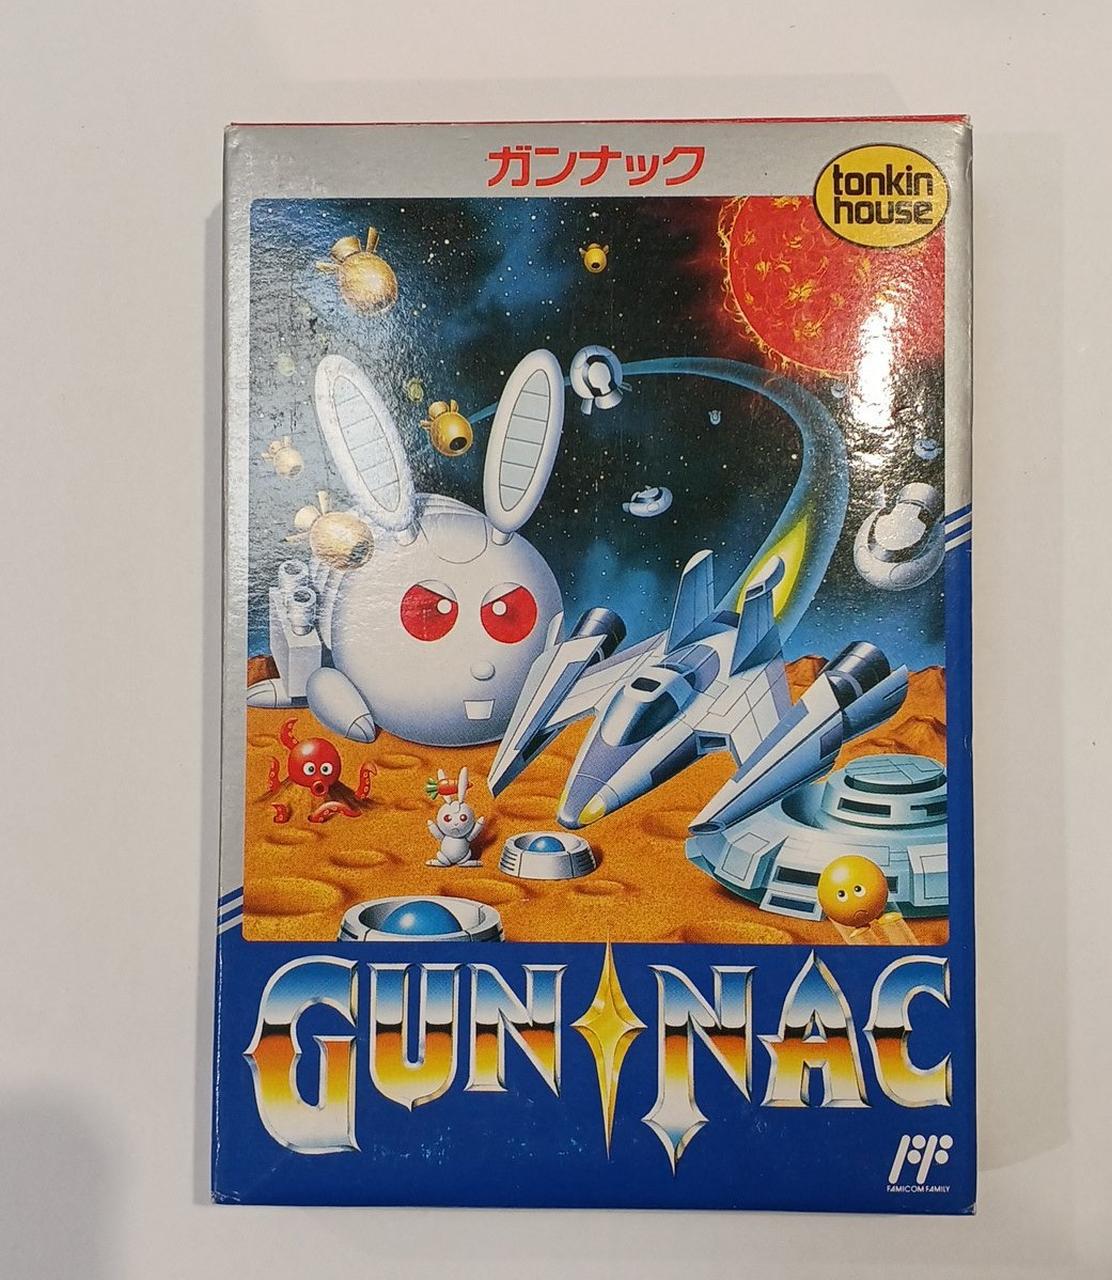 ガンナック
tonkin
house
GUN NAC
FAMICOM FAMILY